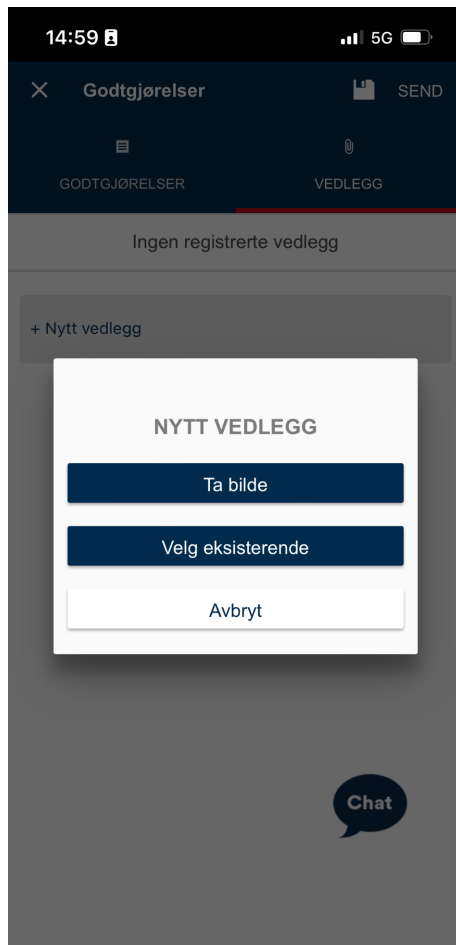 14:59
5G
Godtgjørelser
SEND
GODTGJØRELSER
VEDLEGG
Ingen registrerte vedlegg
+ Nytt vedlegg
NYTT VEDLEGG
Ta bilde
Velg eksisterende
Avbryt
Chat